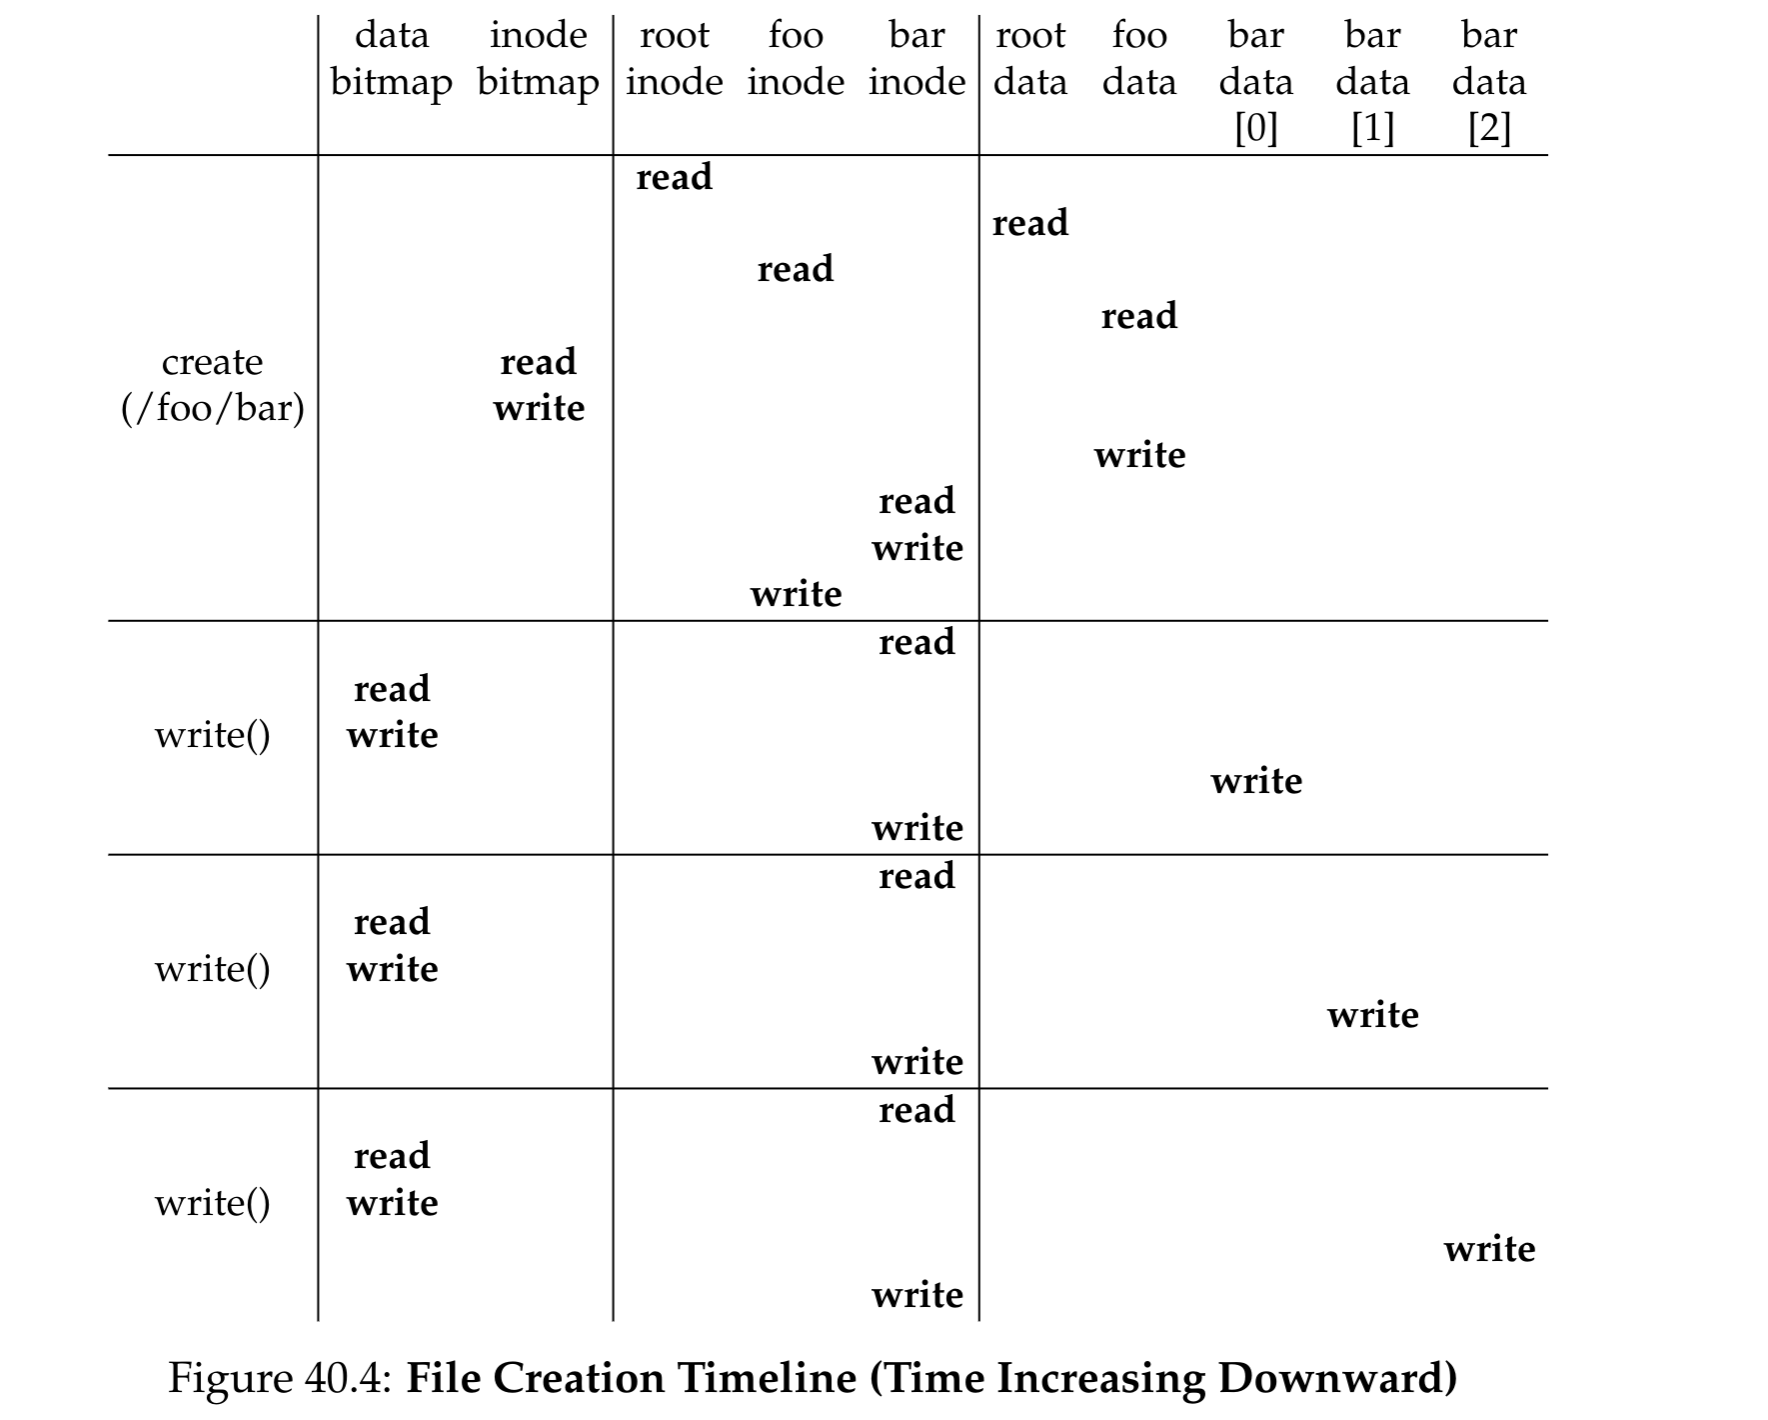 data inode root foo bar root foo bar bar bar
bitmap bitmap inode inode inode data data data data data
[0] [1] [2]
read
read
read
read
create read
(/foo/bar) write
write
read
write
write
read
read
write() write
write
write
read
read
write() write
write
write
read
read
write() write
write
write
Figure 40.4: File Creation Timeline (Time Increasing Downward)